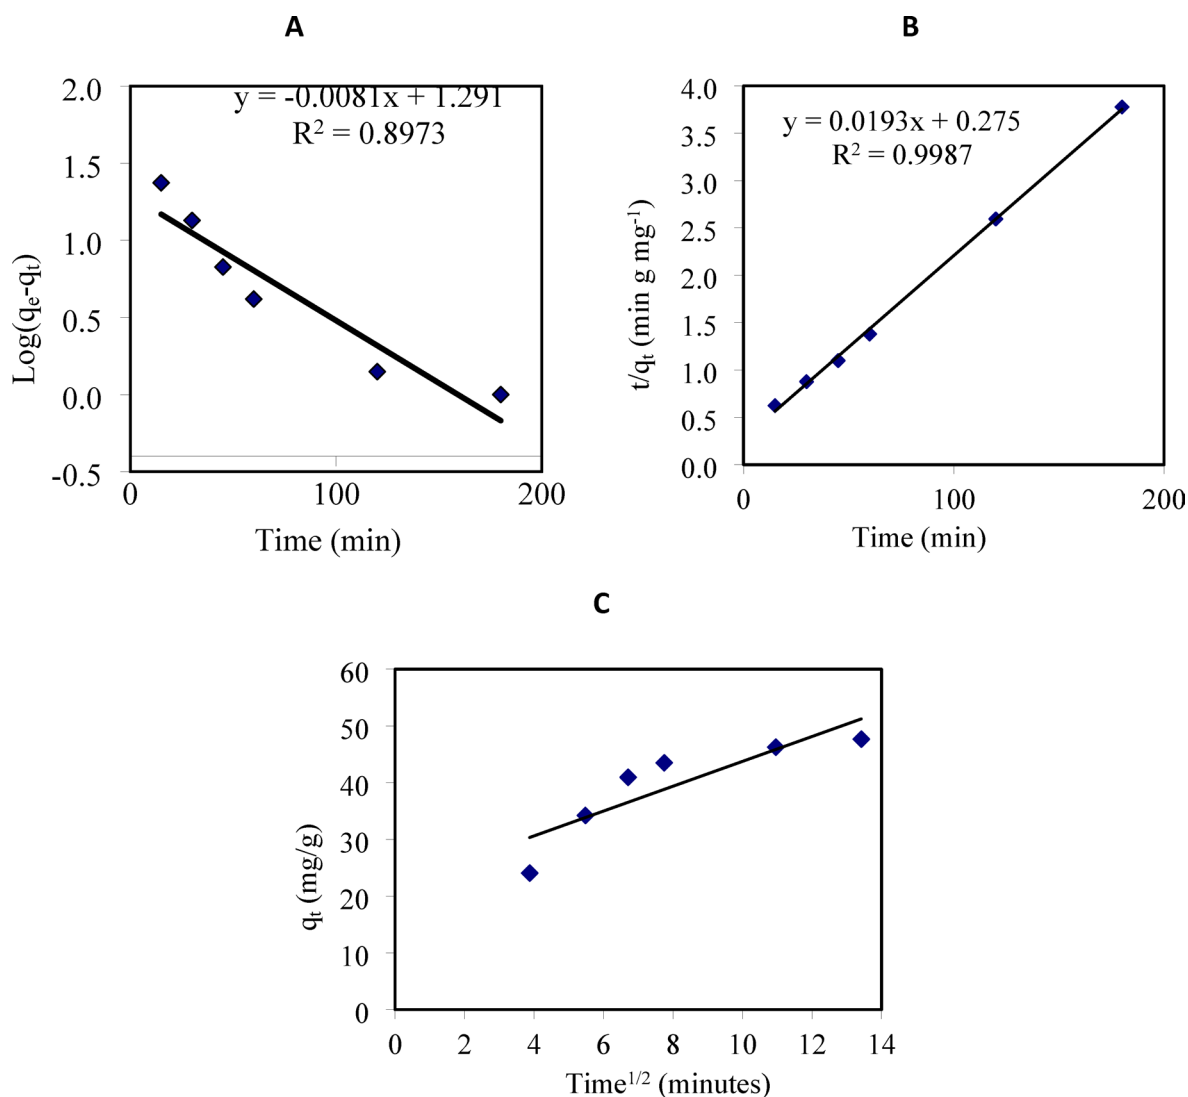 A
y = -0.0081x + 1.291
R² = 0.8973
2.0
1.5
1.0
0.5
0.0
-0.5
0
100
200
Log(qₑ-qₜ)
Time (min)
B
y = 0.0193x + 0.275
R² = 0.9987
4.0
3.5
3.0
2.5
2.0
1.5
1.0
0.5
0.0
0
100
200
t/qₜ (min g mg⁻¹)
Time (min)
C
60
50
40
30
20
10
0
0
2
4
6
8
10
12
14
qₜ (mg/g)
Time¹ᐟ² (minutes)